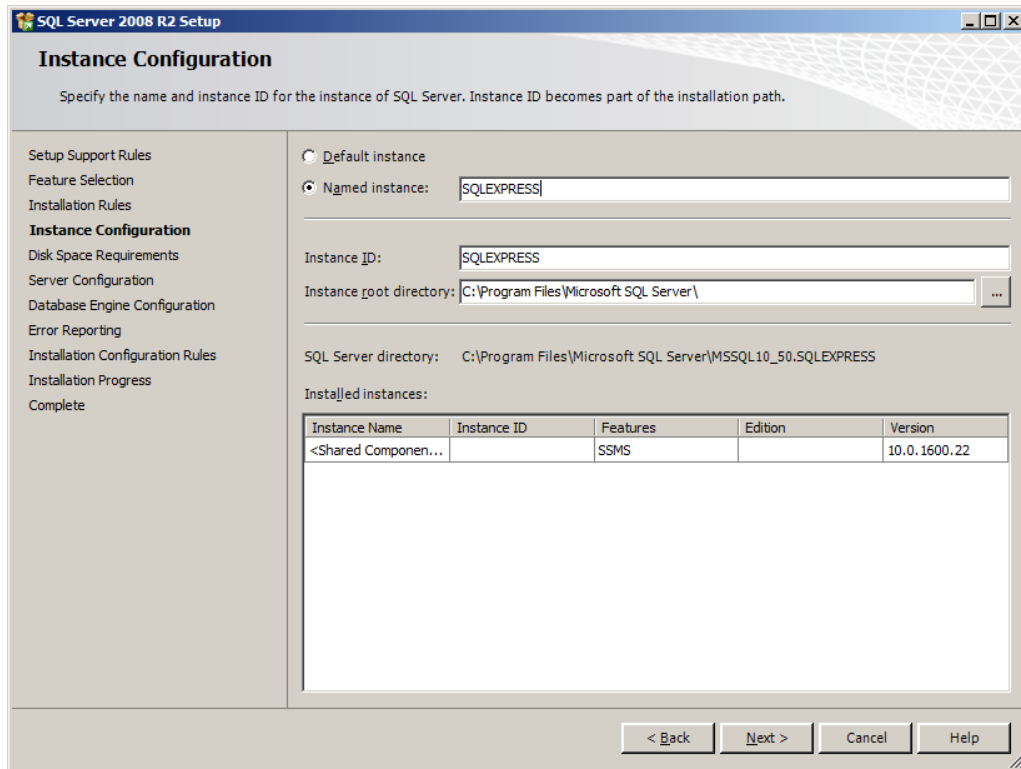 SQL Server 2008 R2 Setup
Instance Configuration
Specify the name and instance ID for the instance of SQL Server. Instance ID becomes part of the installation path.
Setup Support Rules
Feature Selection
Installation Rules
Instance Configuration
Disk Space Requirements
Server Configuration
Database Engine Configuration
Error Reporting
Installation Configuration Rules
Installation Progress
Complete
Default instance
Named instance: SQLEXPRESS
Instance ID: SQLEXPRESS
Instance root directory: C:\Program Files\Microsoft SQL Server\ ...
SQL Server directory: C:\Program Files\Microsoft SQL Server\MSSQL10_50.SQLEXPRESS
Installed instances:
Instance Name Instance ID Features Edition Version
<Shared Componen... SSMS 10.0.1600.22
< Back Next > Cancel Help